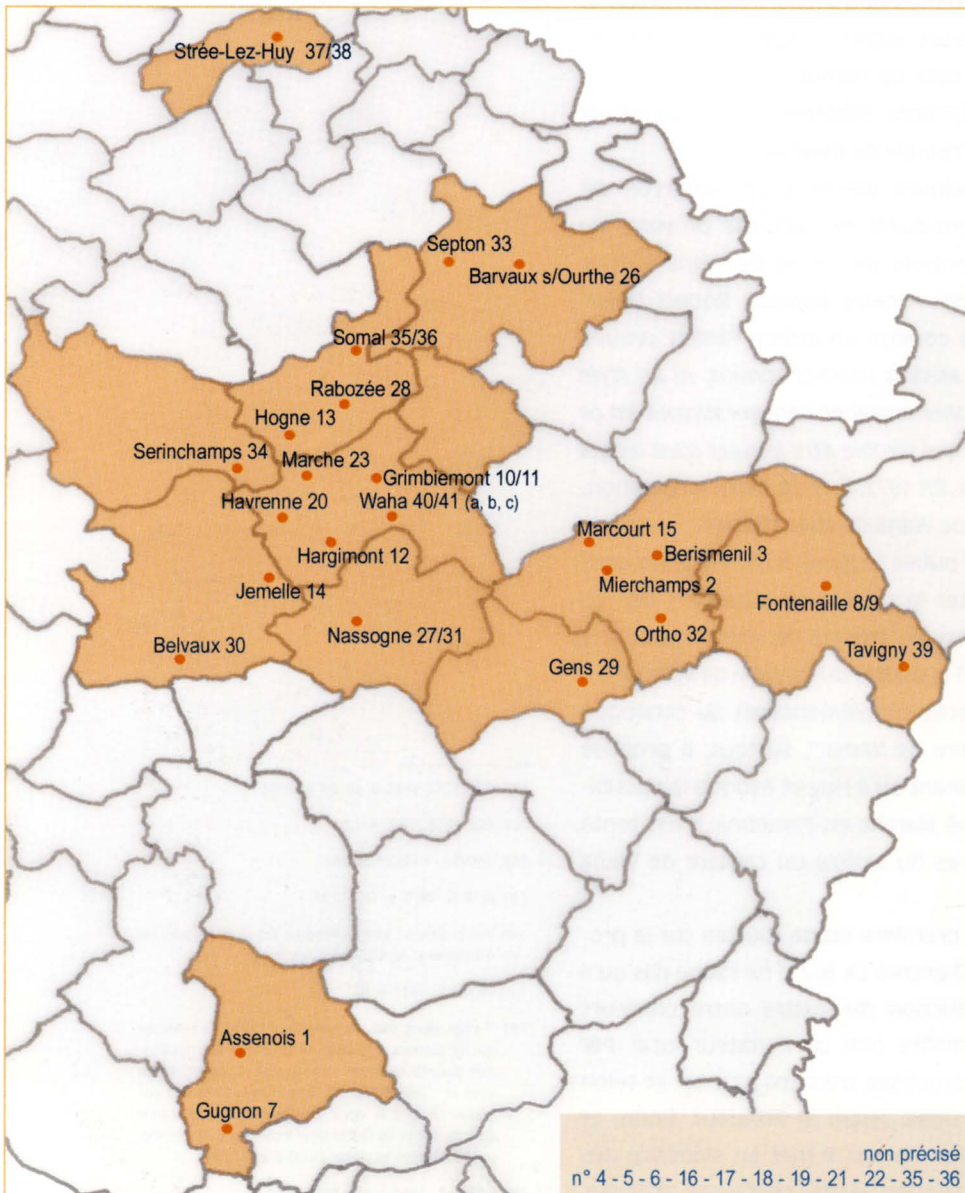 Strée-Lez-Huy 37/38
Septon 33
Barvaux s/Ourthe 26
Somal 35/36
Rabozée 28
Hogne 13
Serinchamps 34
Marche 23
Grimbiemont 10/11
Havrenne 20
Waha 40/41 (a, b, c)
Hargimont 12
Marcourt 15
Berismenil 3
Jemelle 14
Mierchamps 2
Fontenaille 8/9
Nassogne 27/31
Ortho 32
Belvaux 30
Gens 29
Tavigny 39
Assenois 1
Gugnon 7
non précisé
n° 4 - 5 - 6 - 16 - 17 - 18 - 19 - 21 - 22 - 35 - 36